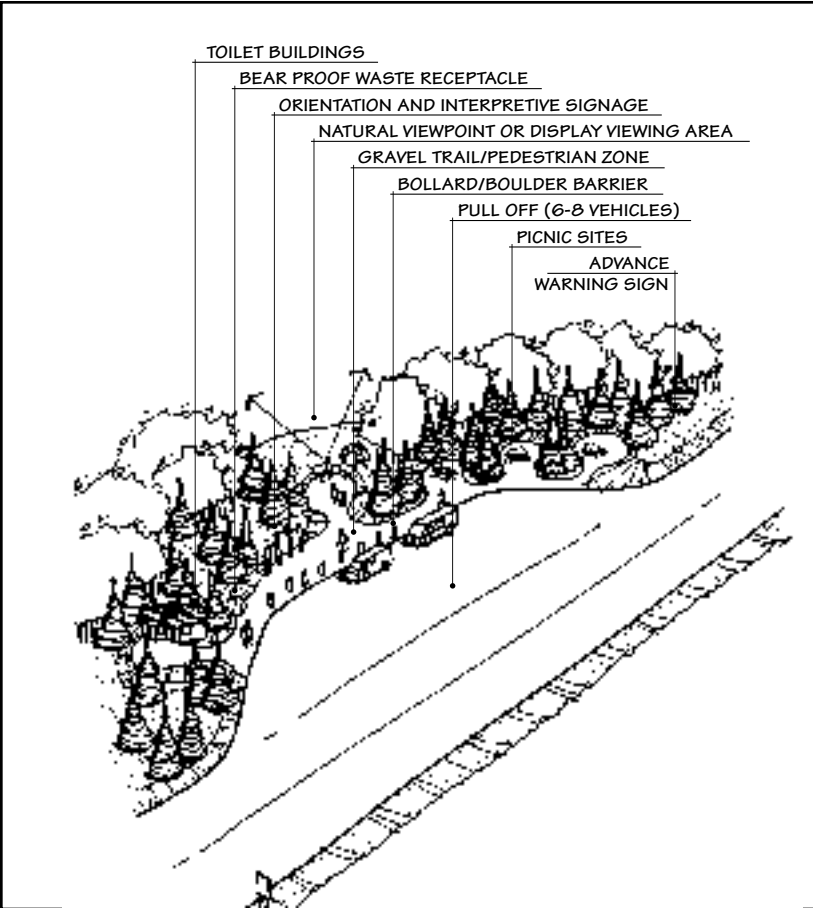 TOILET BUILDINGS
BEAR PROOF WASTE RECEPTACLE
ORIENTATION AND INTERPRETIVE SIGNAGE
NATURAL VIEWPOINT OR DISPLAY VIEWING AREA
GRAVEL TRAIL/PEDESTRIAN ZONE
BOLLARD/BOULDER BARRIER
PULL OFF (6-8 VEHICLES)
PICNIC SITES
ADVANCE
WARNING SIGN